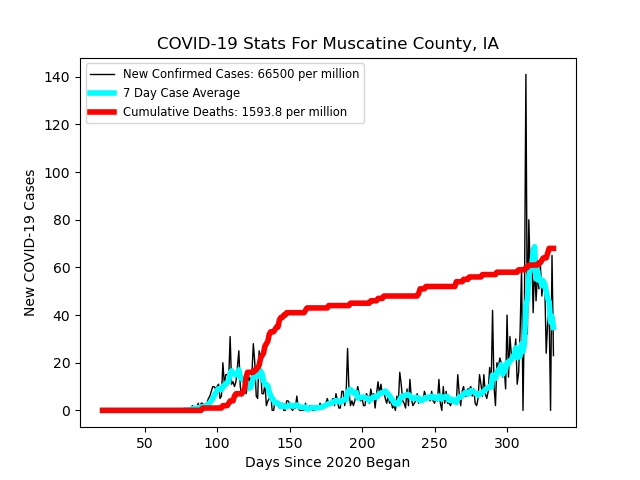 COVID-19 Stats For Muscatine County, IA
New Confirmed Cases: 66500 per million
7 Day Case Average
Cumulative Deaths: 1593.8 per million
New COVID-19 Cases
140
120
100
80
60
40
20
0
50
100
150
200
250
300
Days Since 2020 Began